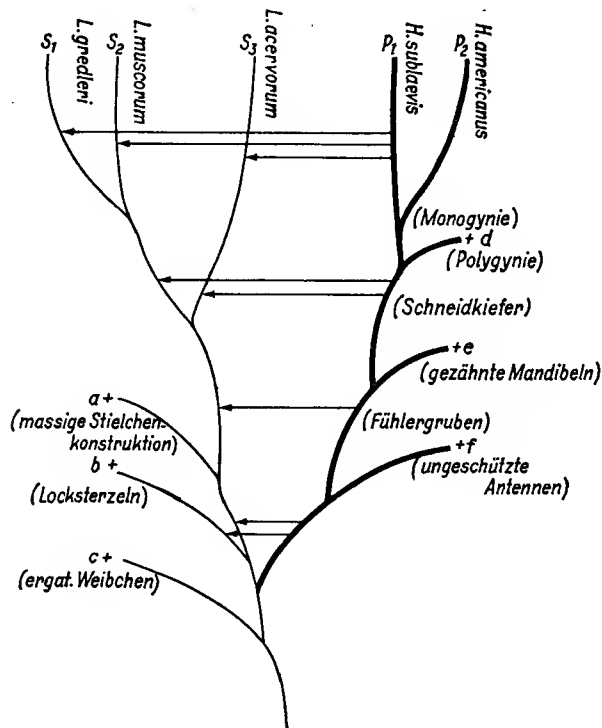 S1
L. gredleri
S2
L. muscorum
S3
L. acervorum
P1
H. sublaevis
P2
H. americanus
(Monogynie)
+ d
(Polygynie)
(Schneidkiefer)
+e
(gezähnte Mandibeln)
a+
(massige Stielchen-
konstruktion)
(Fühlergruben)
+f
(ungeschützte
Antennen)
b+
(Locksterzeln)
c+
(ergat. Weibchen)